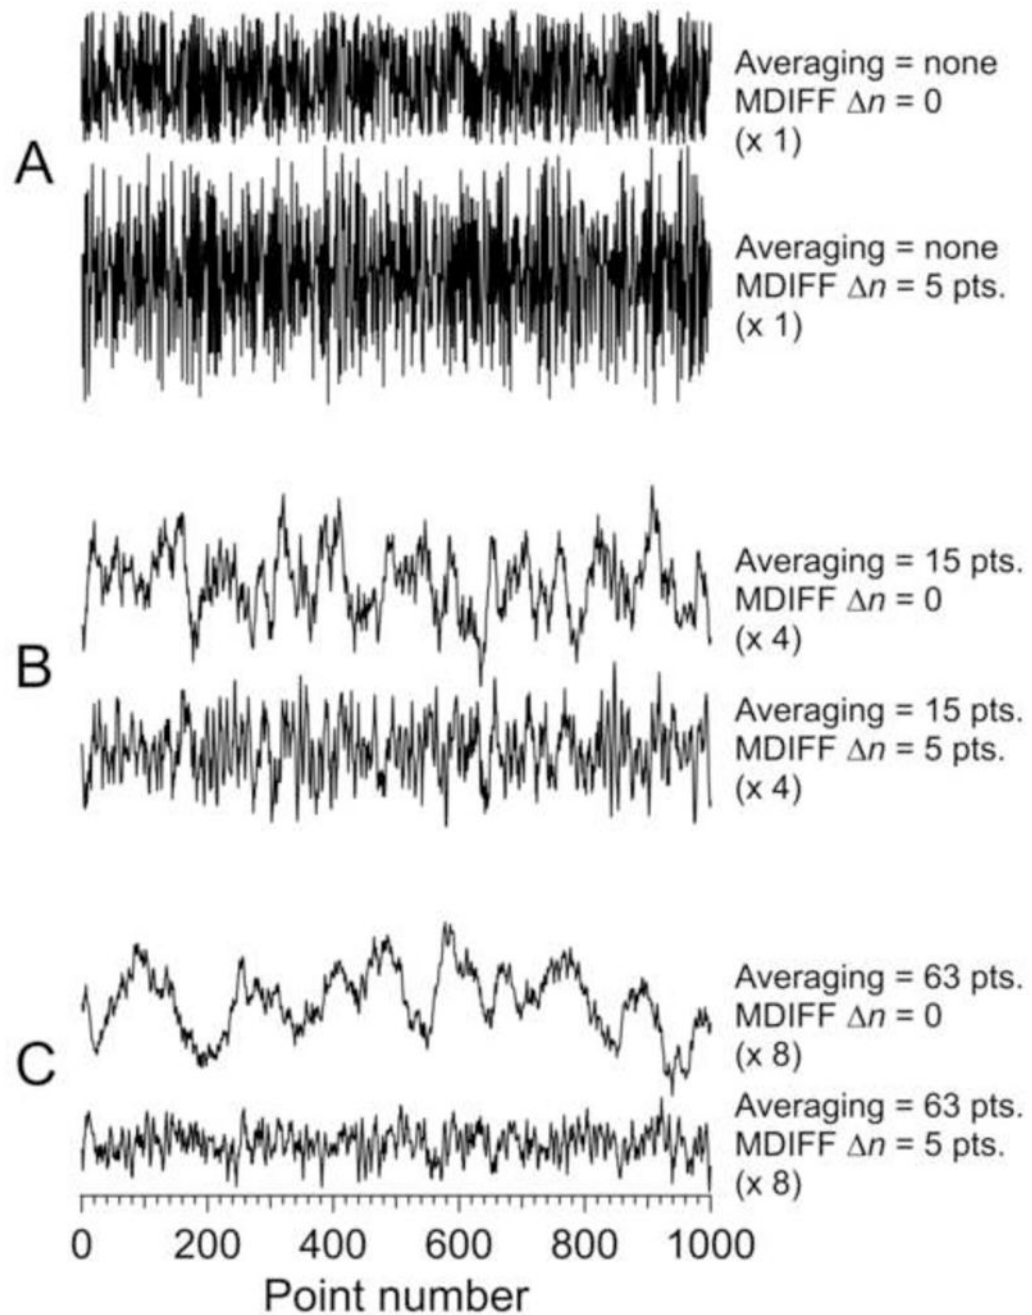 A
Averaging = none
MDIFF Δn = 0
(x 1)
Averaging = none
MDIFF Δn = 5 pts.
(x 1)
B
Averaging = 15 pts.
MDIFF Δn = 0
(x 4)
Averaging = 15 pts.
MDIFF Δn = 5 pts.
(x 4)
C
Averaging = 63 pts.
MDIFF Δn = 0
(x 8)
Averaging = 63 pts.
MDIFF Δn = 5 pts.
(x 8)
0 200 400 600 800 1000
Point number